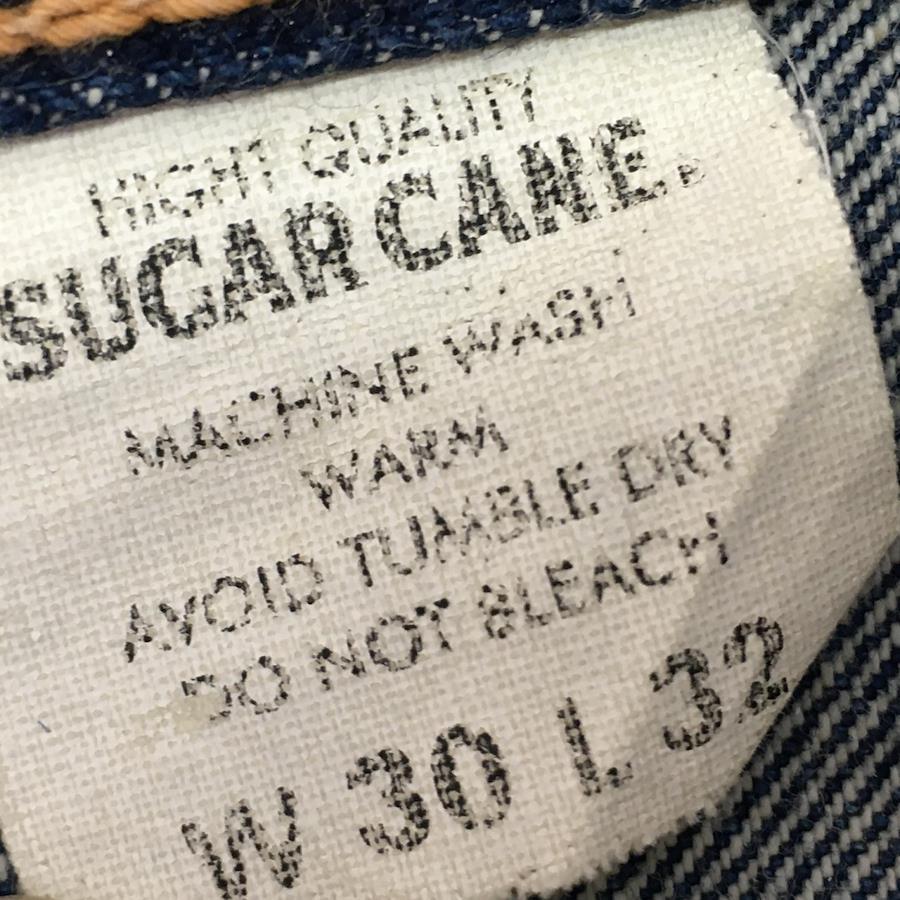 HIGHT QUALITY
SUGAR CANE.®
MACHINE WASH
WARM
AVOID TUMBLE DRY
DO NOT BLEACH
W 30 L 32